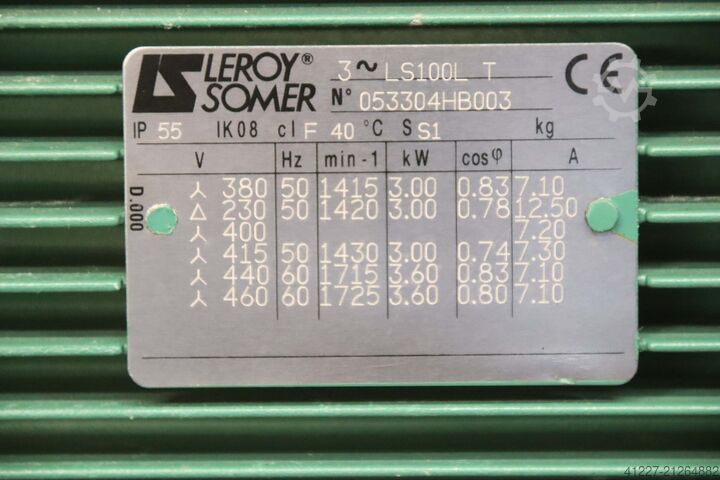 LEROY® SOMER
3~ LS100L T
N° 053304HB003
IP 55 IK08 cl F 40 °C S S1 kg
V Hz min-1 kW cosφ A
⅄ 380 50 1415 3.00 0.83 7.10
Δ 230 50 1420 3.00 0.78 12.50
⅄ 400 7.20
⅄ 415 50 1430 3.00 0.74 7.30
⅄ 440 60 1715 3.60 0.83 7.10
⅄ 460 60 1725 3.60 0.80 7.10
D.000
CE
41227-21264882